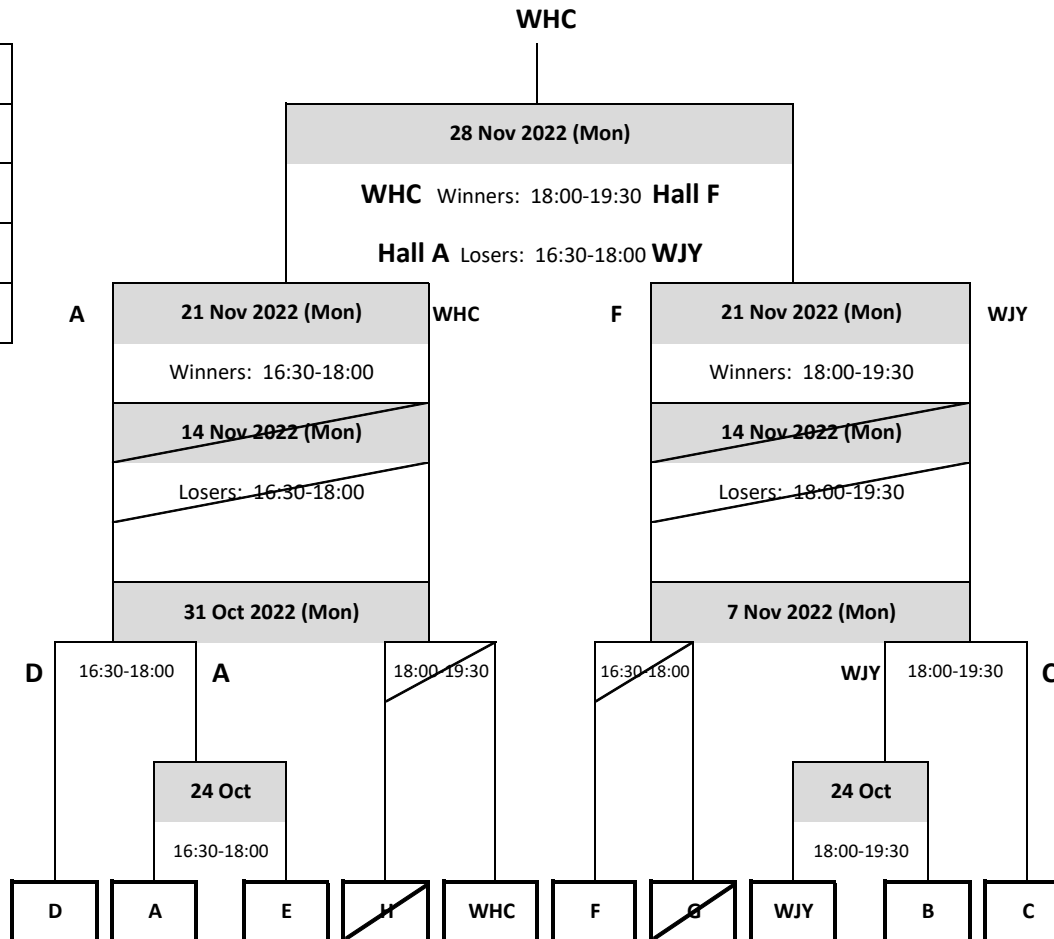 WHC
28 Nov 2022 (Mon)
WHC Winners: 18:00-19:30 Hall F
Hall A Losers: 16:30-18:00 WJY
A 21 Nov 2022 (Mon) WHC F 21 Nov 2022 (Mon) WJY
Winners: 16:30-18:00 Winners: 18:00-19:30
14 Nov 2022 (Mon) 14 Nov 2022 (Mon)
Losers: 16:30-18:00 Losers: 18:00-19:30
31 Oct 2022 (Mon) 7 Nov 2022 (Mon)
D 16:30-18:00 A 18:00-19:30 16:30-18:00 WJY 18:00-19:30 C
24 Oct 24 Oct
16:30-18:00 18:00-19:30
D A E H WHC F G WJY B C